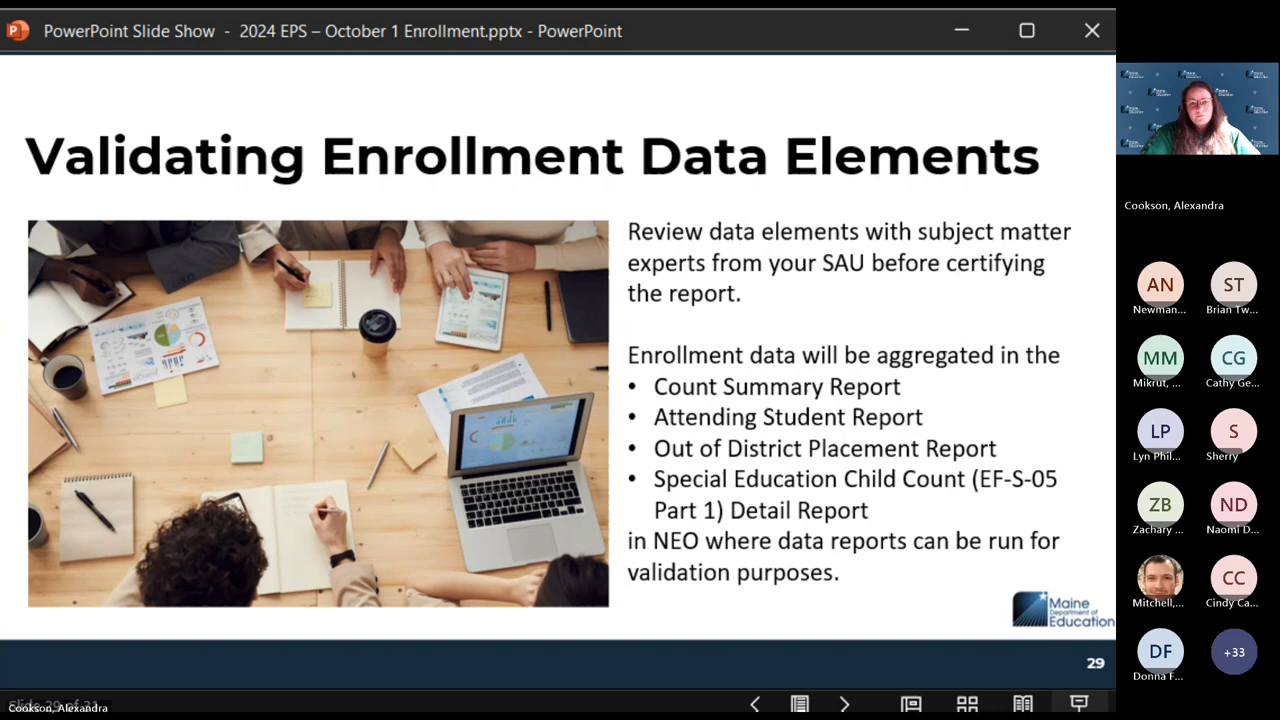 PowerPoint Slide Show - 2024 EPS – October 1 Enrollment.pptx - PowerPoint
Validating Enrollment Data Elements
Review data elements with subject matter
experts from your SAU before certifying
the report.
Enrollment data will be aggregated in the
• Count Summary Report
• Attending Student Report
• Out of District Placement Report
• Special Education Child Count (EF-S-05
Part 1) Detail Report
in NEO where data reports can be run for
validation purposes.
Maine
Department of
Education
29
Slide 29 of 31
Cookson, Alexandra
Cookson, Alexandra
AN
Newman...
ST
Brian Tw...
MM
Mikrut, ...
CG
Cathy Ge...
LP
Lyn Phil...
S
Sherry
ZB
Zachary ...
ND
Naomi D...
Mitchell,...
CC
Cindy Ca...
DF
Donna F...
+33